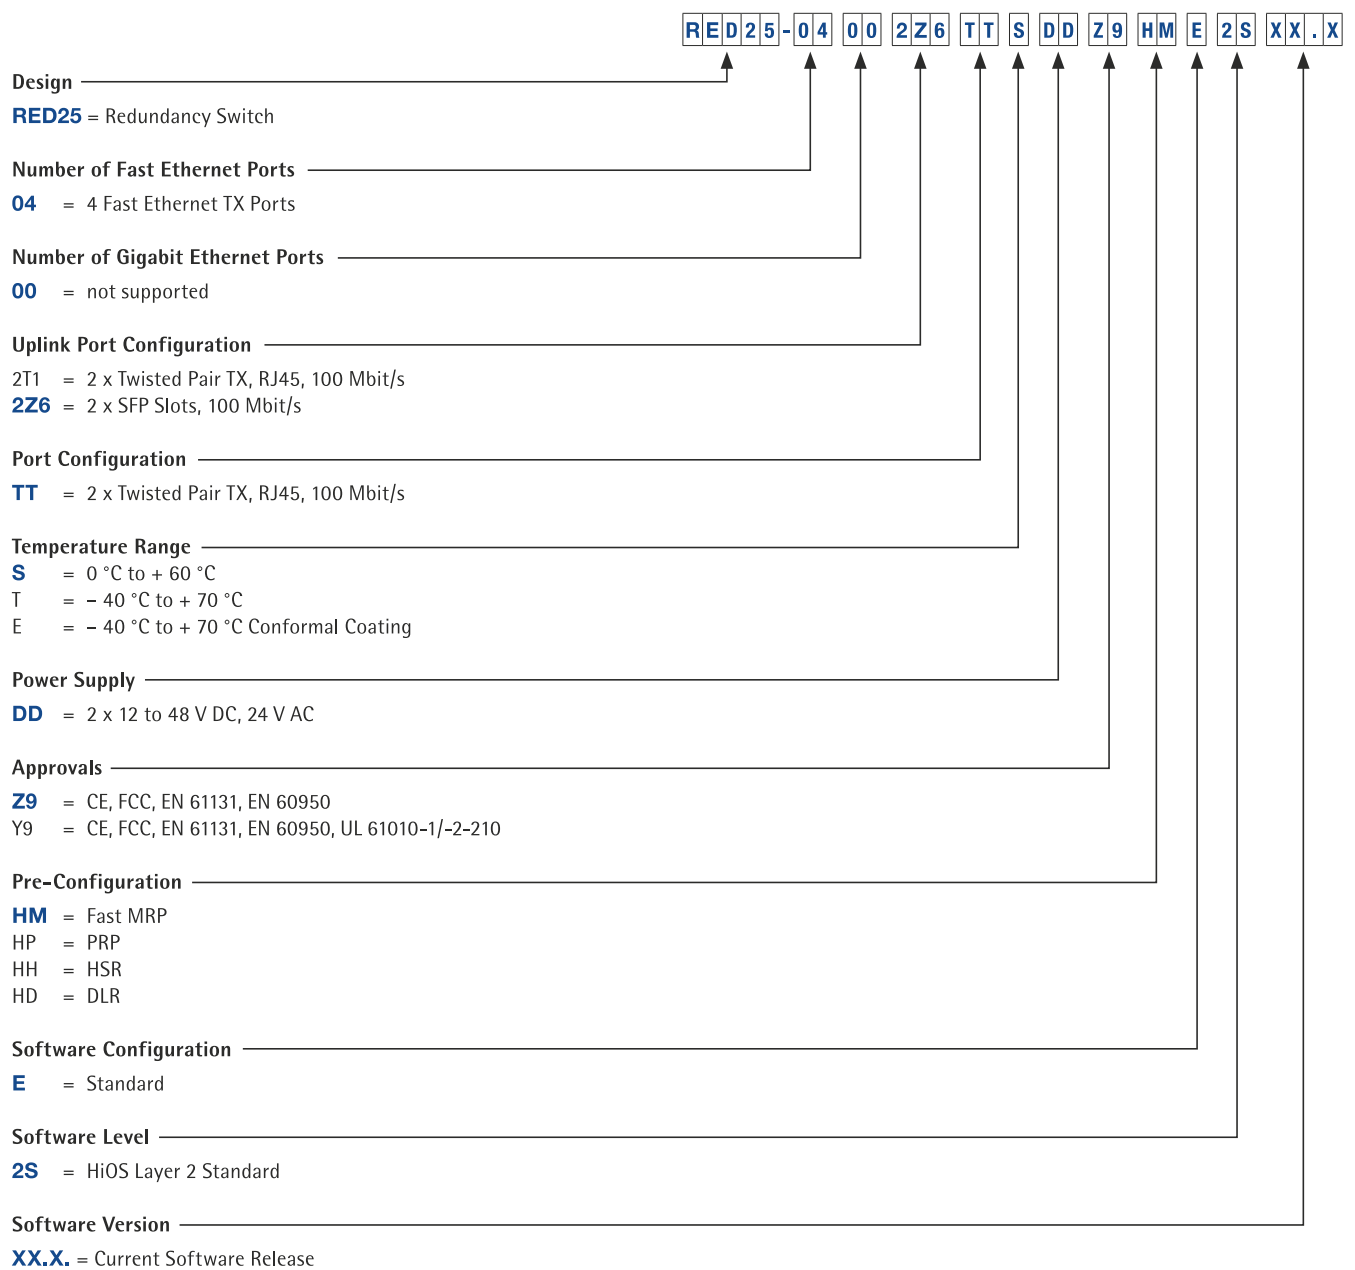 RED25-04 00 2Z6 TT S DD Z9 HM E 2S XX.X
Design
RED25 = Redundancy Switch
Number of Fast Ethernet Ports
04 = 4 Fast Ethernet TX Ports
Number of Gigabit Ethernet Ports
00 = not supported
Uplink Port Configuration
2T1 = 2 x Twisted Pair TX, RJ45, 100 Mbit/s
2Z6 = 2 x SFP Slots, 100 Mbit/s
Port Configuration
TT = 2 x Twisted Pair TX, RJ45, 100 Mbit/s
Temperature Range
S = 0 °C to + 60 °C
T = – 40 °C to + 70 °C
E = – 40 °C to + 70 °C Conformal Coating
Power Supply
DD = 2 x 12 to 48 V DC, 24 V AC
Approvals
Z9 = CE, FCC, EN 61131, EN 60950
Y9 = CE, FCC, EN 61131, EN 60950, UL 61010-1/-2-210
Pre-Configuration
HM = Fast MRP
HP = PRP
HH = HSR
HD = DLR
Software Configuration
E = Standard
Software Level
2S = HiOS Layer 2 Standard
Software Version
XX.X. = Current Software Release